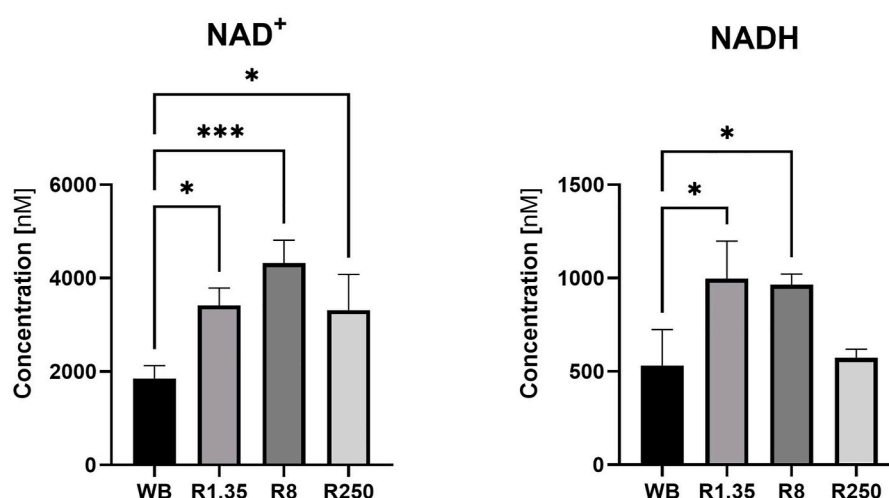 NAD+
*
***
*
Concentration [nM]
6000
4000
2000
0
WB R1.35 R8 R250
NADH
*
*
Concentration [nM]
1500
1000
500
0
WB R1.35 R8 R250